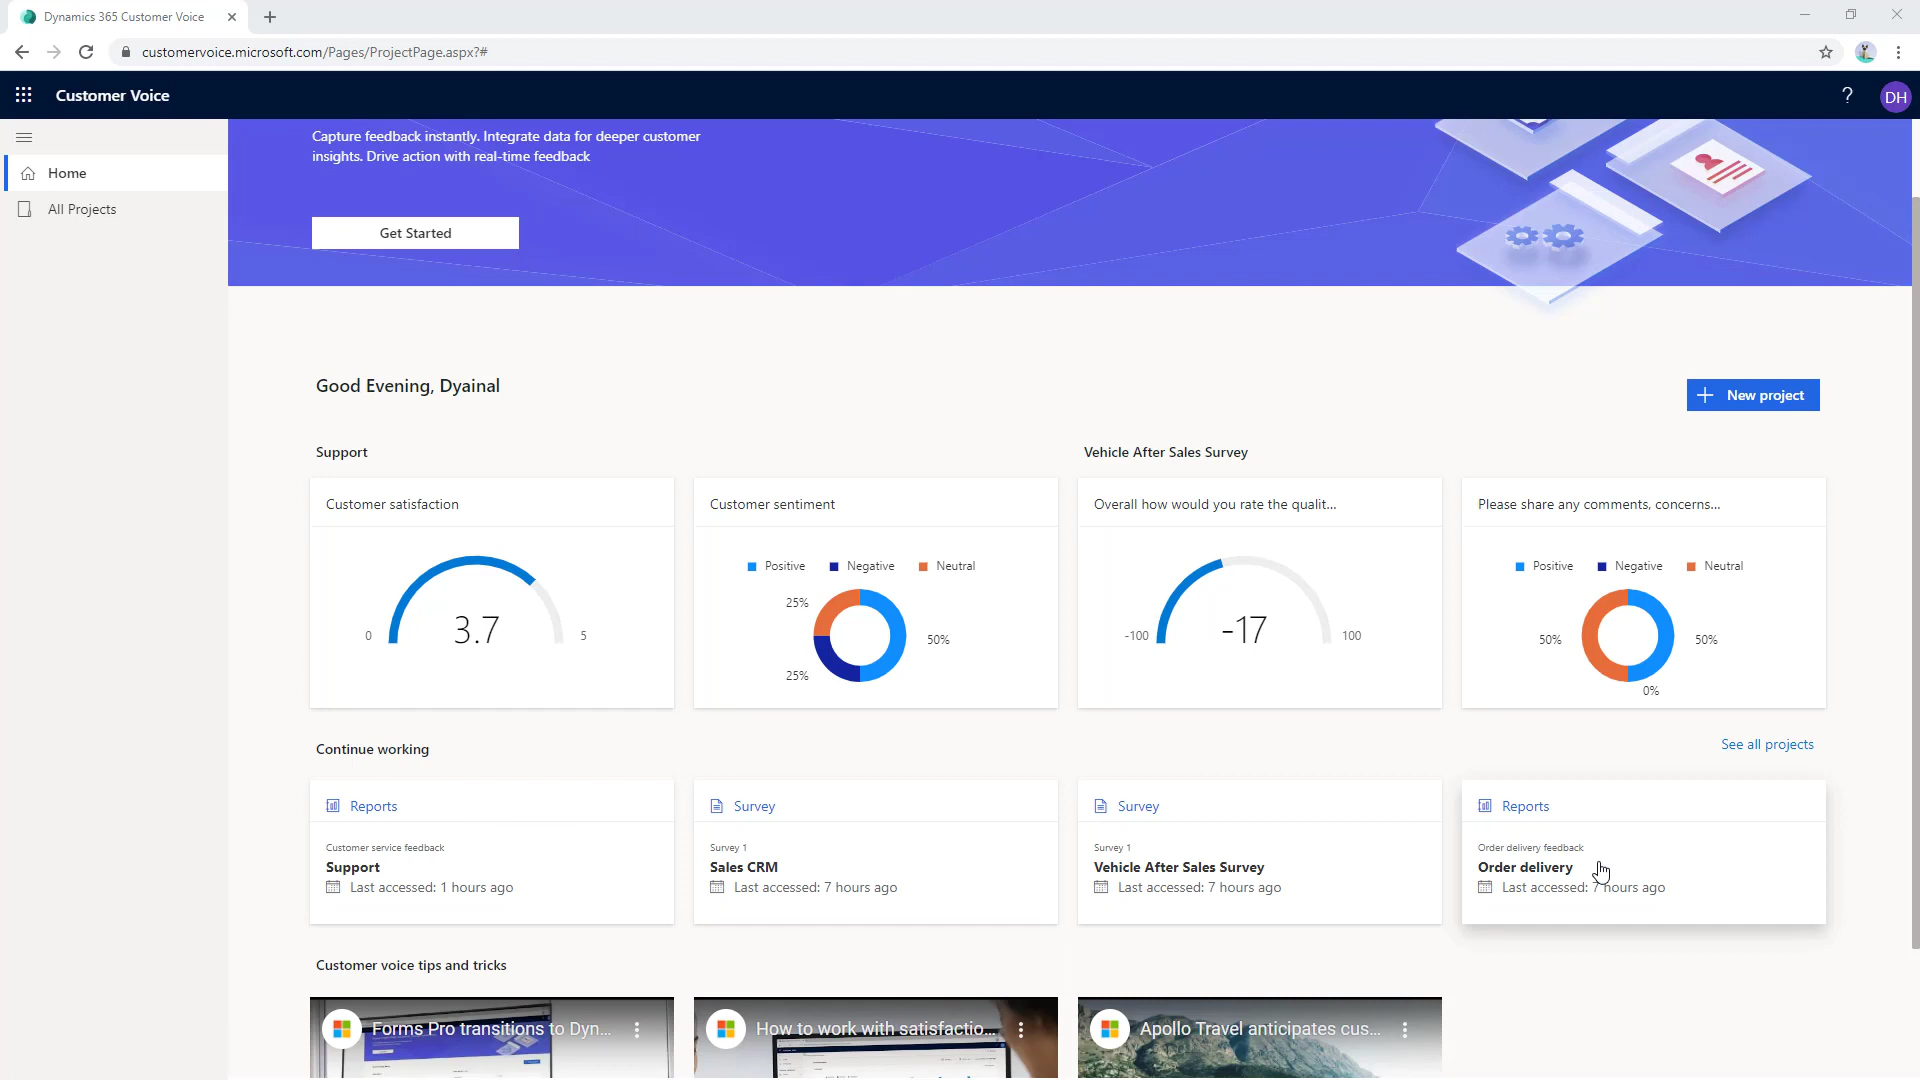 Dynamics 365 Customer Voice
customervoice.microsoft.com/Pages/ProjectPage.aspx?#
Customer Voice
?
DH
Home
All Projects
Capture feedback instantly. Integrate data for deeper customer
insights. Drive action with real-time feedback
Get Started
Good Evening, Dyainal
New project
Support
Vehicle After Sales Survey
Customer satisfaction
0
3.7
5
Customer sentiment
Positive
Negative
Neutral
25%
50%
25%
Overall how would you rate the qualit...
-100
-17
100
Please share any comments, concerns...
Positive
Negative
Neutral
50%
50%
0%
Continue working
See all projects
Reports
Customer service feedback
Support
Last accessed: 1 hours ago
Survey
Survey 1
Sales CRM
Last accessed: 7 hours ago
Survey
Survey 1
Vehicle After Sales Survey
Last accessed: 7 hours ago
Reports
Order delivery feedback
Order delivery
Last accessed: 7 hours ago
Customer voice tips and tricks
Forms Pro transitions to Dyn...
How to work with satisfactio...
Apollo Travel anticipates cus...